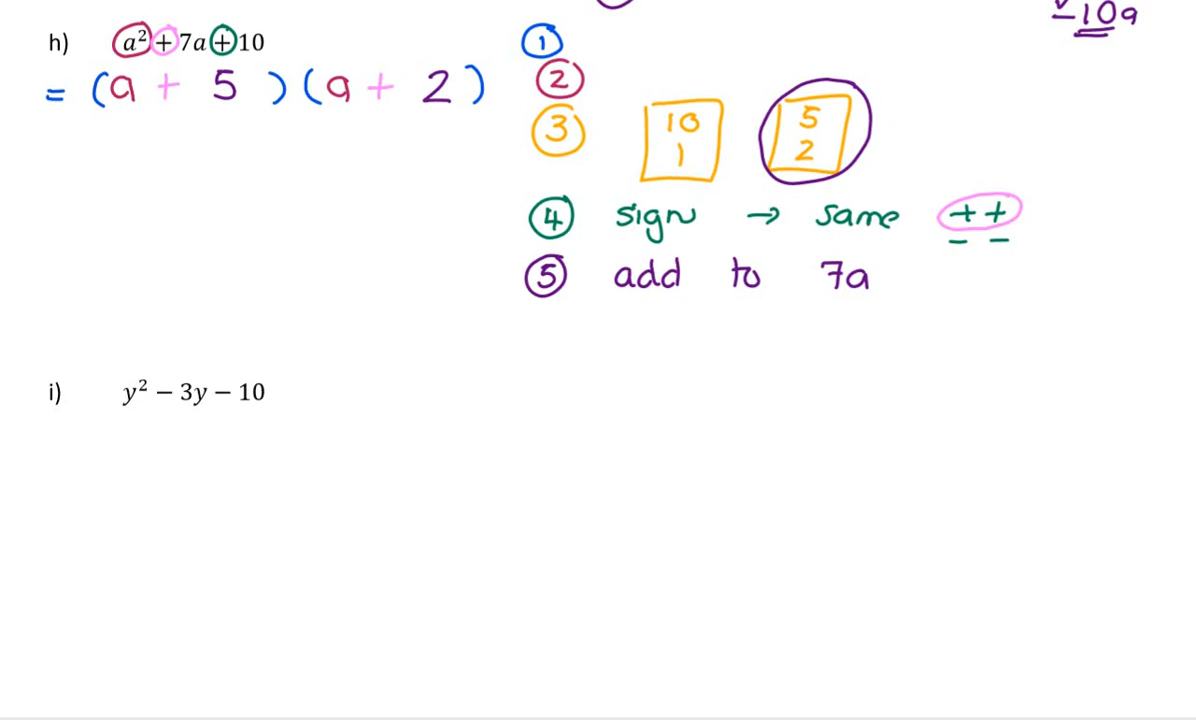 -10a
h) a² + 7a + 10 ①
= (a + 5 ) (a + 2 ) ②
③ 10 5
1 2
④ sign → same + +
- -
⑤ add to 7a
i) y² − 3y − 10